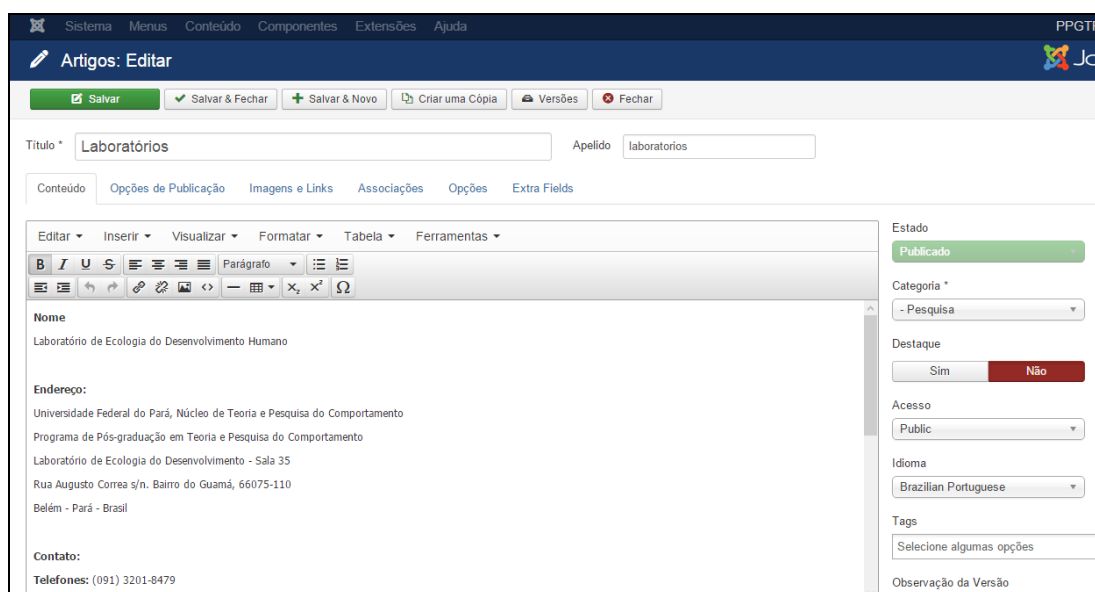 Sistema Menus Conteúdo Componentes Extensões Ajuda PPGTP
Artigos: Editar
Salvar Salvar & Fechar Salvar & Novo Criar uma Cópia Versões Fechar
Título * Laboratórios Apelido laboratorios
Conteúdo Opções de Publicação Imagens e Links Associações Opções Extra Fields
Editar Inserir Visualizar Formatar Tabela Ferramentas
B I U S Parágrafo
X₂ X² Ω
Nome
Laboratório de Ecologia do Desenvolvimento Humano
Endereço:
Universidade Federal do Pará, Núcleo de Teoria e Pesquisa do Comportamento
Programa de Pós-graduação em Teoria e Pesquisa do Comportamento
Laboratório de Ecologia do Desenvolvimento - Sala 35
Rua Augusto Correa s/n. Bairro do Guamá, 66075-110
Belém - Pará - Brasil
Contato:
Telefones: (091) 3201-8479
Estado
Publicado
Categoria *
- Pesquisa
Destaque
Sim Não
Acesso
Public
Idioma
Brazilian Portuguese
Tags
Selecione algumas opções
Observação da Versão